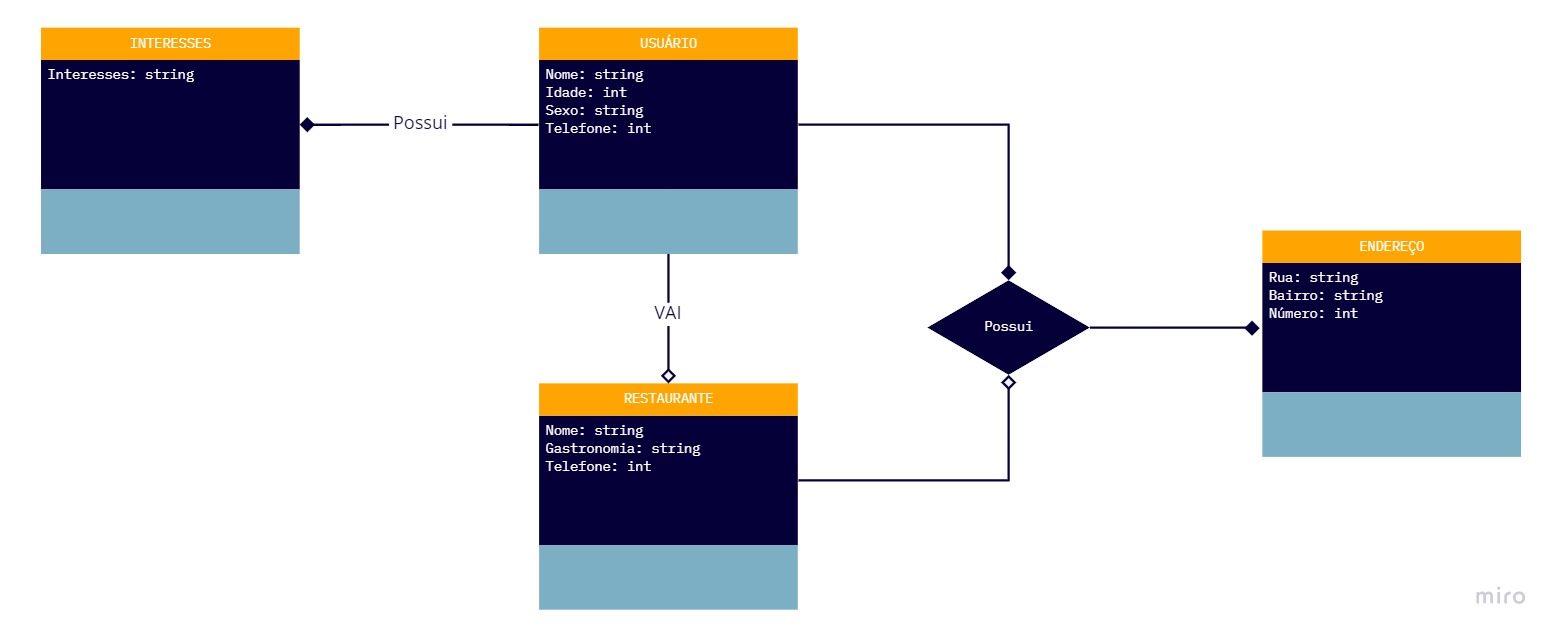 INTERESSES
Interesses: string
Possui
USUÁRIO
Nome: string
Idade: int
Sexo: string
Telefone: int
VAI
RESTAURANTE
Nome: string
Gastronomia: string
Telefone: int
Possui
ENDEREÇO
Rua: string
Bairro: string
Número: int
miro